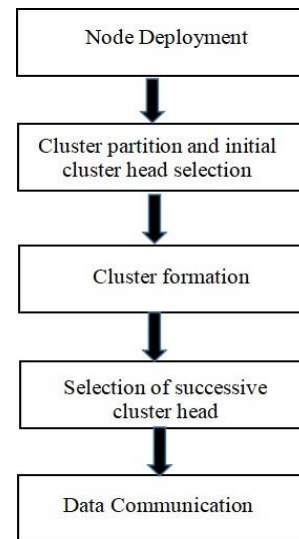 Node Deployment
Cluster partition and initial
cluster head selection
Cluster formation
Selection of successive
cluster head
Data Communication